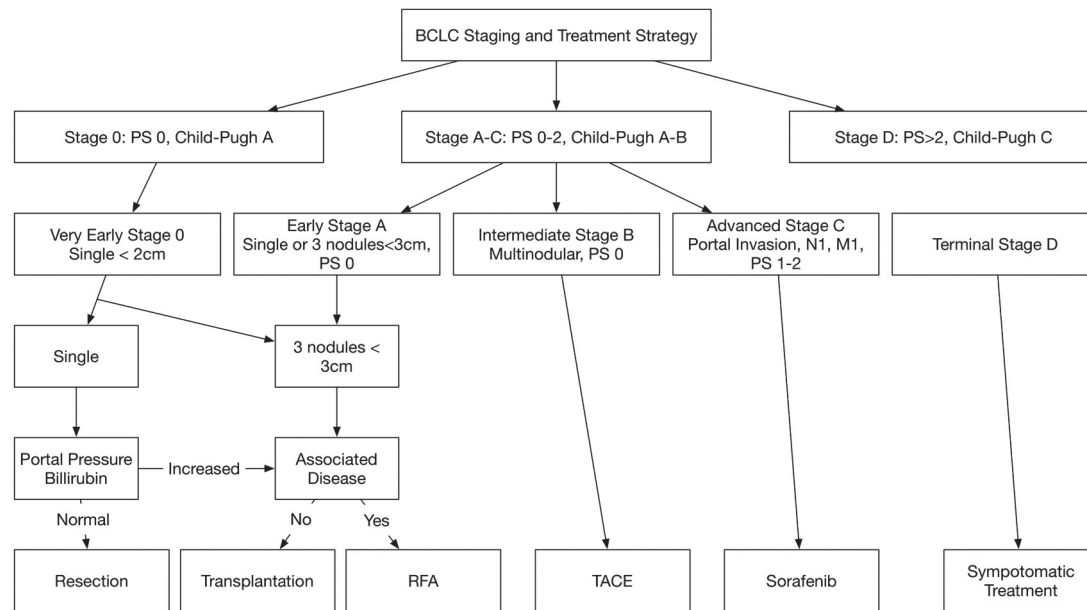 BCLC Staging and Treatment Strategy
Stage 0: PS 0, Child-Pugh A
Stage A-C: PS 0-2, Child-Pugh A-B
Stage D: PS>2, Child-Pugh C
Very Early Stage 0
Single < 2cm
Early Stage A
Single or 3 nodules<3cm,
PS 0
Intermediate Stage B
Multinodular, PS 0
Advanced Stage C
Portal Invasion, N1, M1,
PS 1-2
Terminal Stage D
Single
3 nodules <
3cm
Portal Pressure
Billirubin
Increased
Associated
Disease
Normal
No
Yes
Resection
Transplantation
RFA
TACE
Sorafenib
Sympotomatic
Treatment